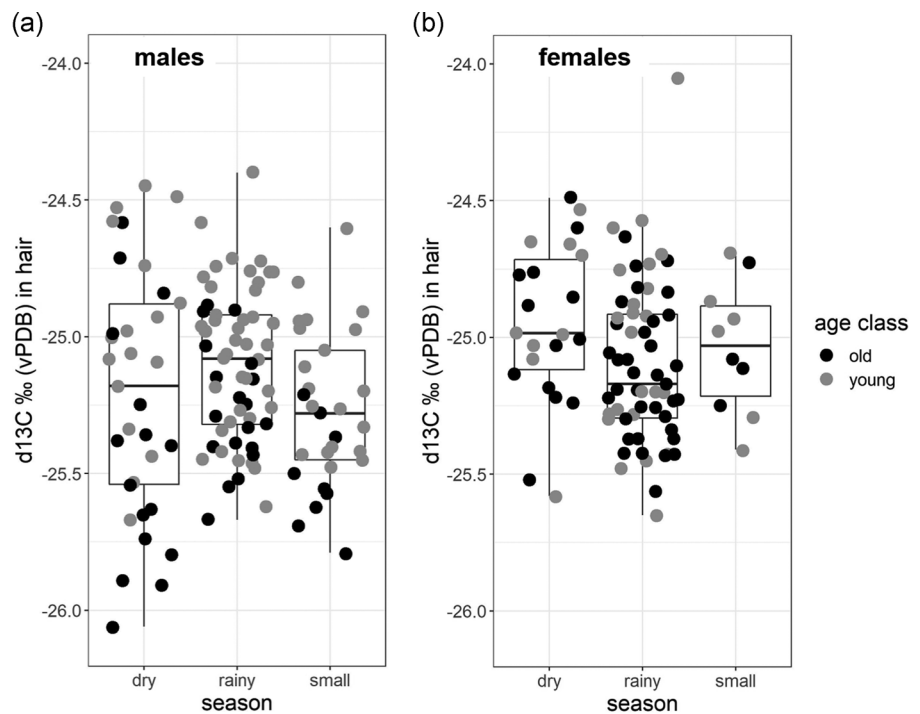 (a)
males
-24.0
-24.5
-25.0
-25.5
-26.0
d13C ‰ (vPDB) in hair
dry rainy small
season
(b)
females
-24.0
-24.5
-25.0
-25.5
-26.0
d13C ‰ (vPDB) in hair
dry rainy small
season
age class
old
young